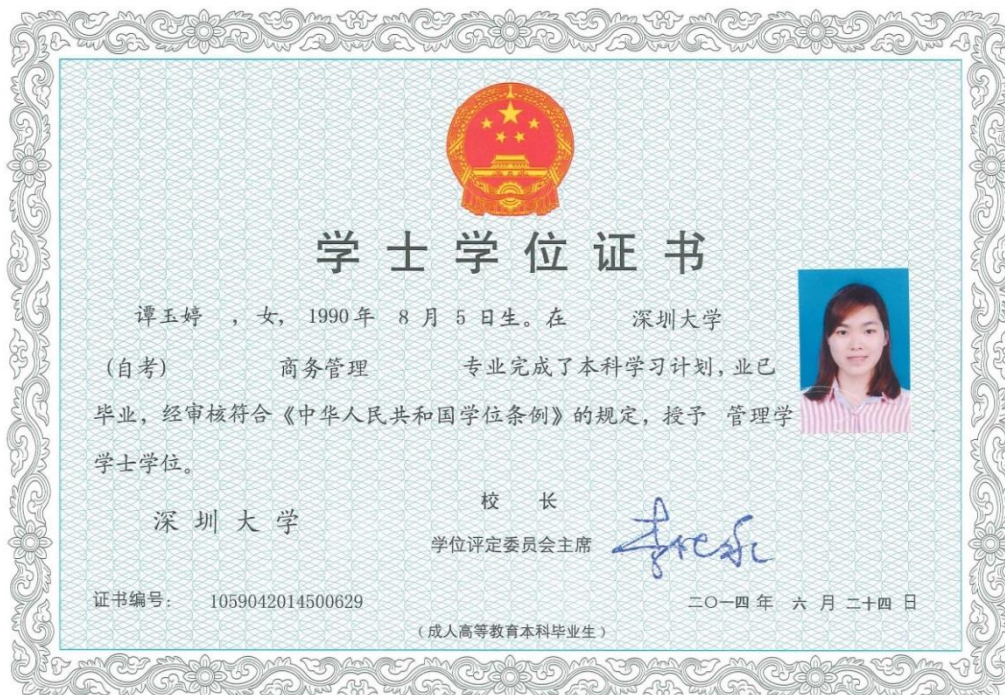 学士学位证书
谭玉婷 ，女，1990年 8 月 5 日生。在 深圳大学
(自考) 商务管理 专业完成了本科学习计划，业已
毕业，经审核符合《中华人民共和国学位条例》的规定，授予 管理学
学士学位。
深圳大学
校 长
学位评定委员会主席
证书编号： 1059042014500629
二〇一四 年 六 月 二十四 日
（成人高等教育本科毕业生）